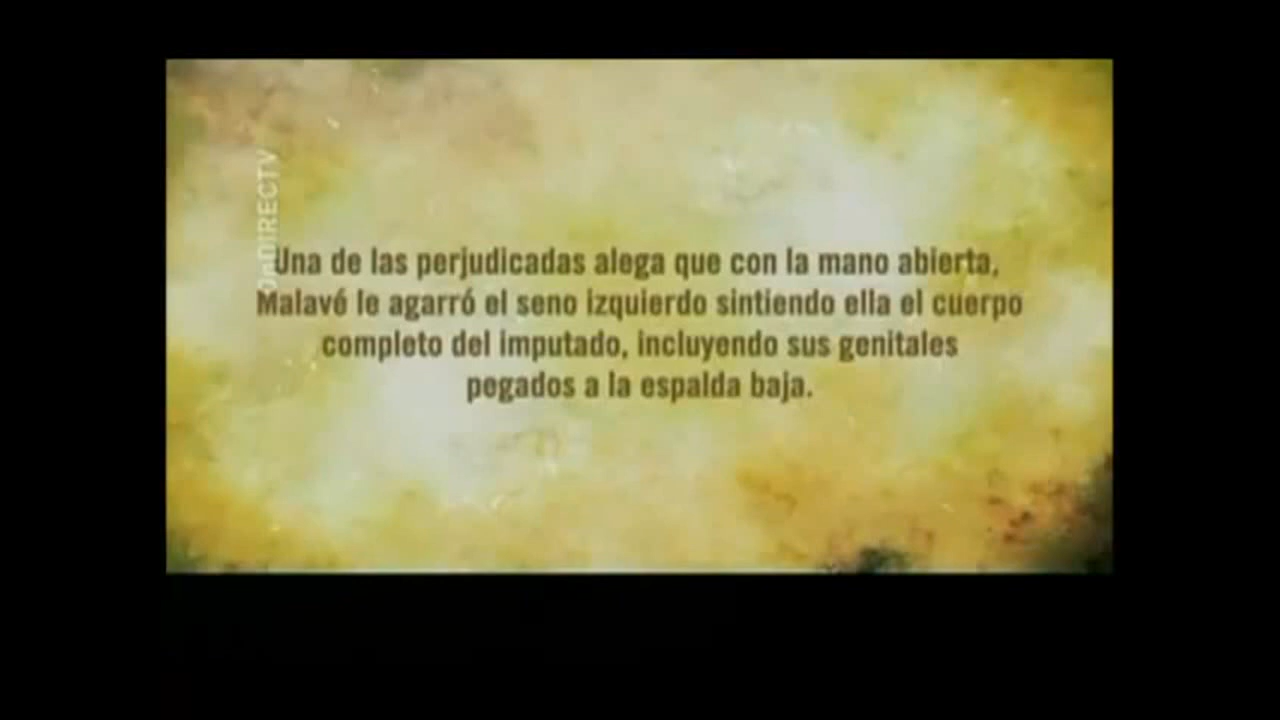 OnDIRECTV
Una de las perjudicadas alega que con la mano abierta,
Malavé le agarró el seno izquierdo sintiendo ella el cuerpo
completo del imputado, incluyendo sus genitales
pegados a la espalda baja.